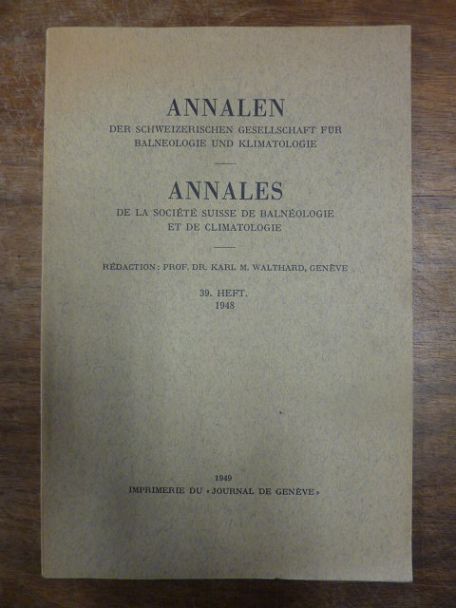 ANNALEN
DER SCHWEIZERISCHEN GESELLSCHAFT FÜR
BALNEOLOGIE UND KLIMATOLOGIE
ANNALES
DE LA SOCIÉTÉ SUISSE DE BALNÉOLOGIE
ET DE CLIMATOLOGIE
RÉDACTION: PROF. DR. KARL M. WALTHARD, GENÈVE
39. HEFT.
1948
1949
IMPRIMERIE DU «JOURNAL DE GENÈVE»